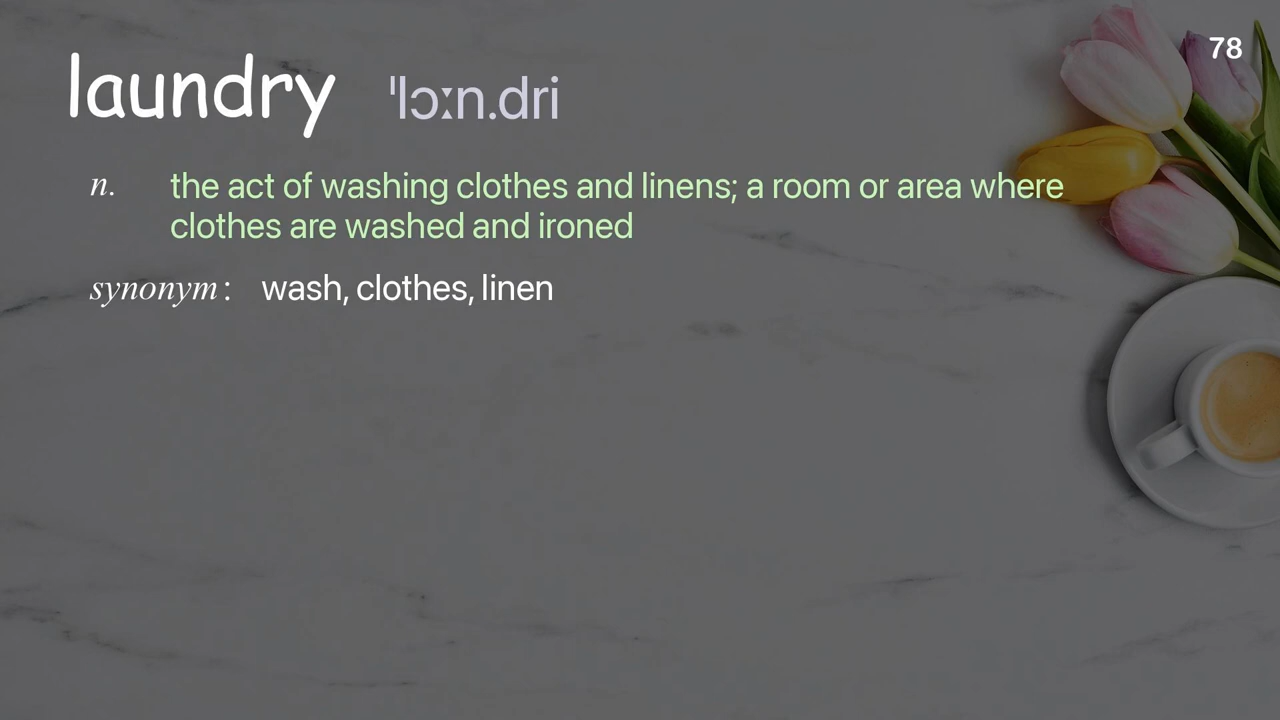 78
laundry ˈlɔːn.dri
n. the act of washing clothes and linens; a room or area where
clothes are washed and ironed
synonym: wash, clothes, linen